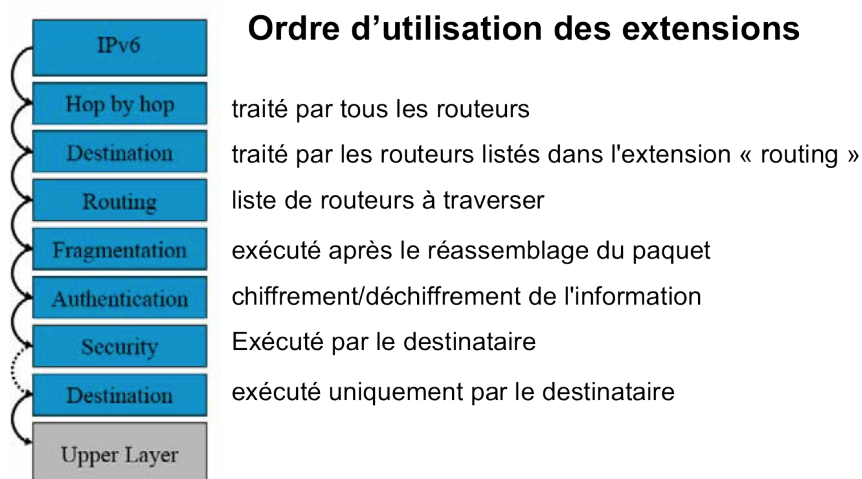 Ordre d’utilisation des extensions
IPv6
Hop by hop traité par tous les routeurs
Destination traité par les routeurs listés dans l'extension « routing »
Routing liste de routeurs à traverser
Fragmentation exécuté après le réassemblage du paquet
Authentication chiffrement/déchiffrement de l'information
Security Exécuté par le destinataire
Destination exécuté uniquement par le destinataire
Upper Layer